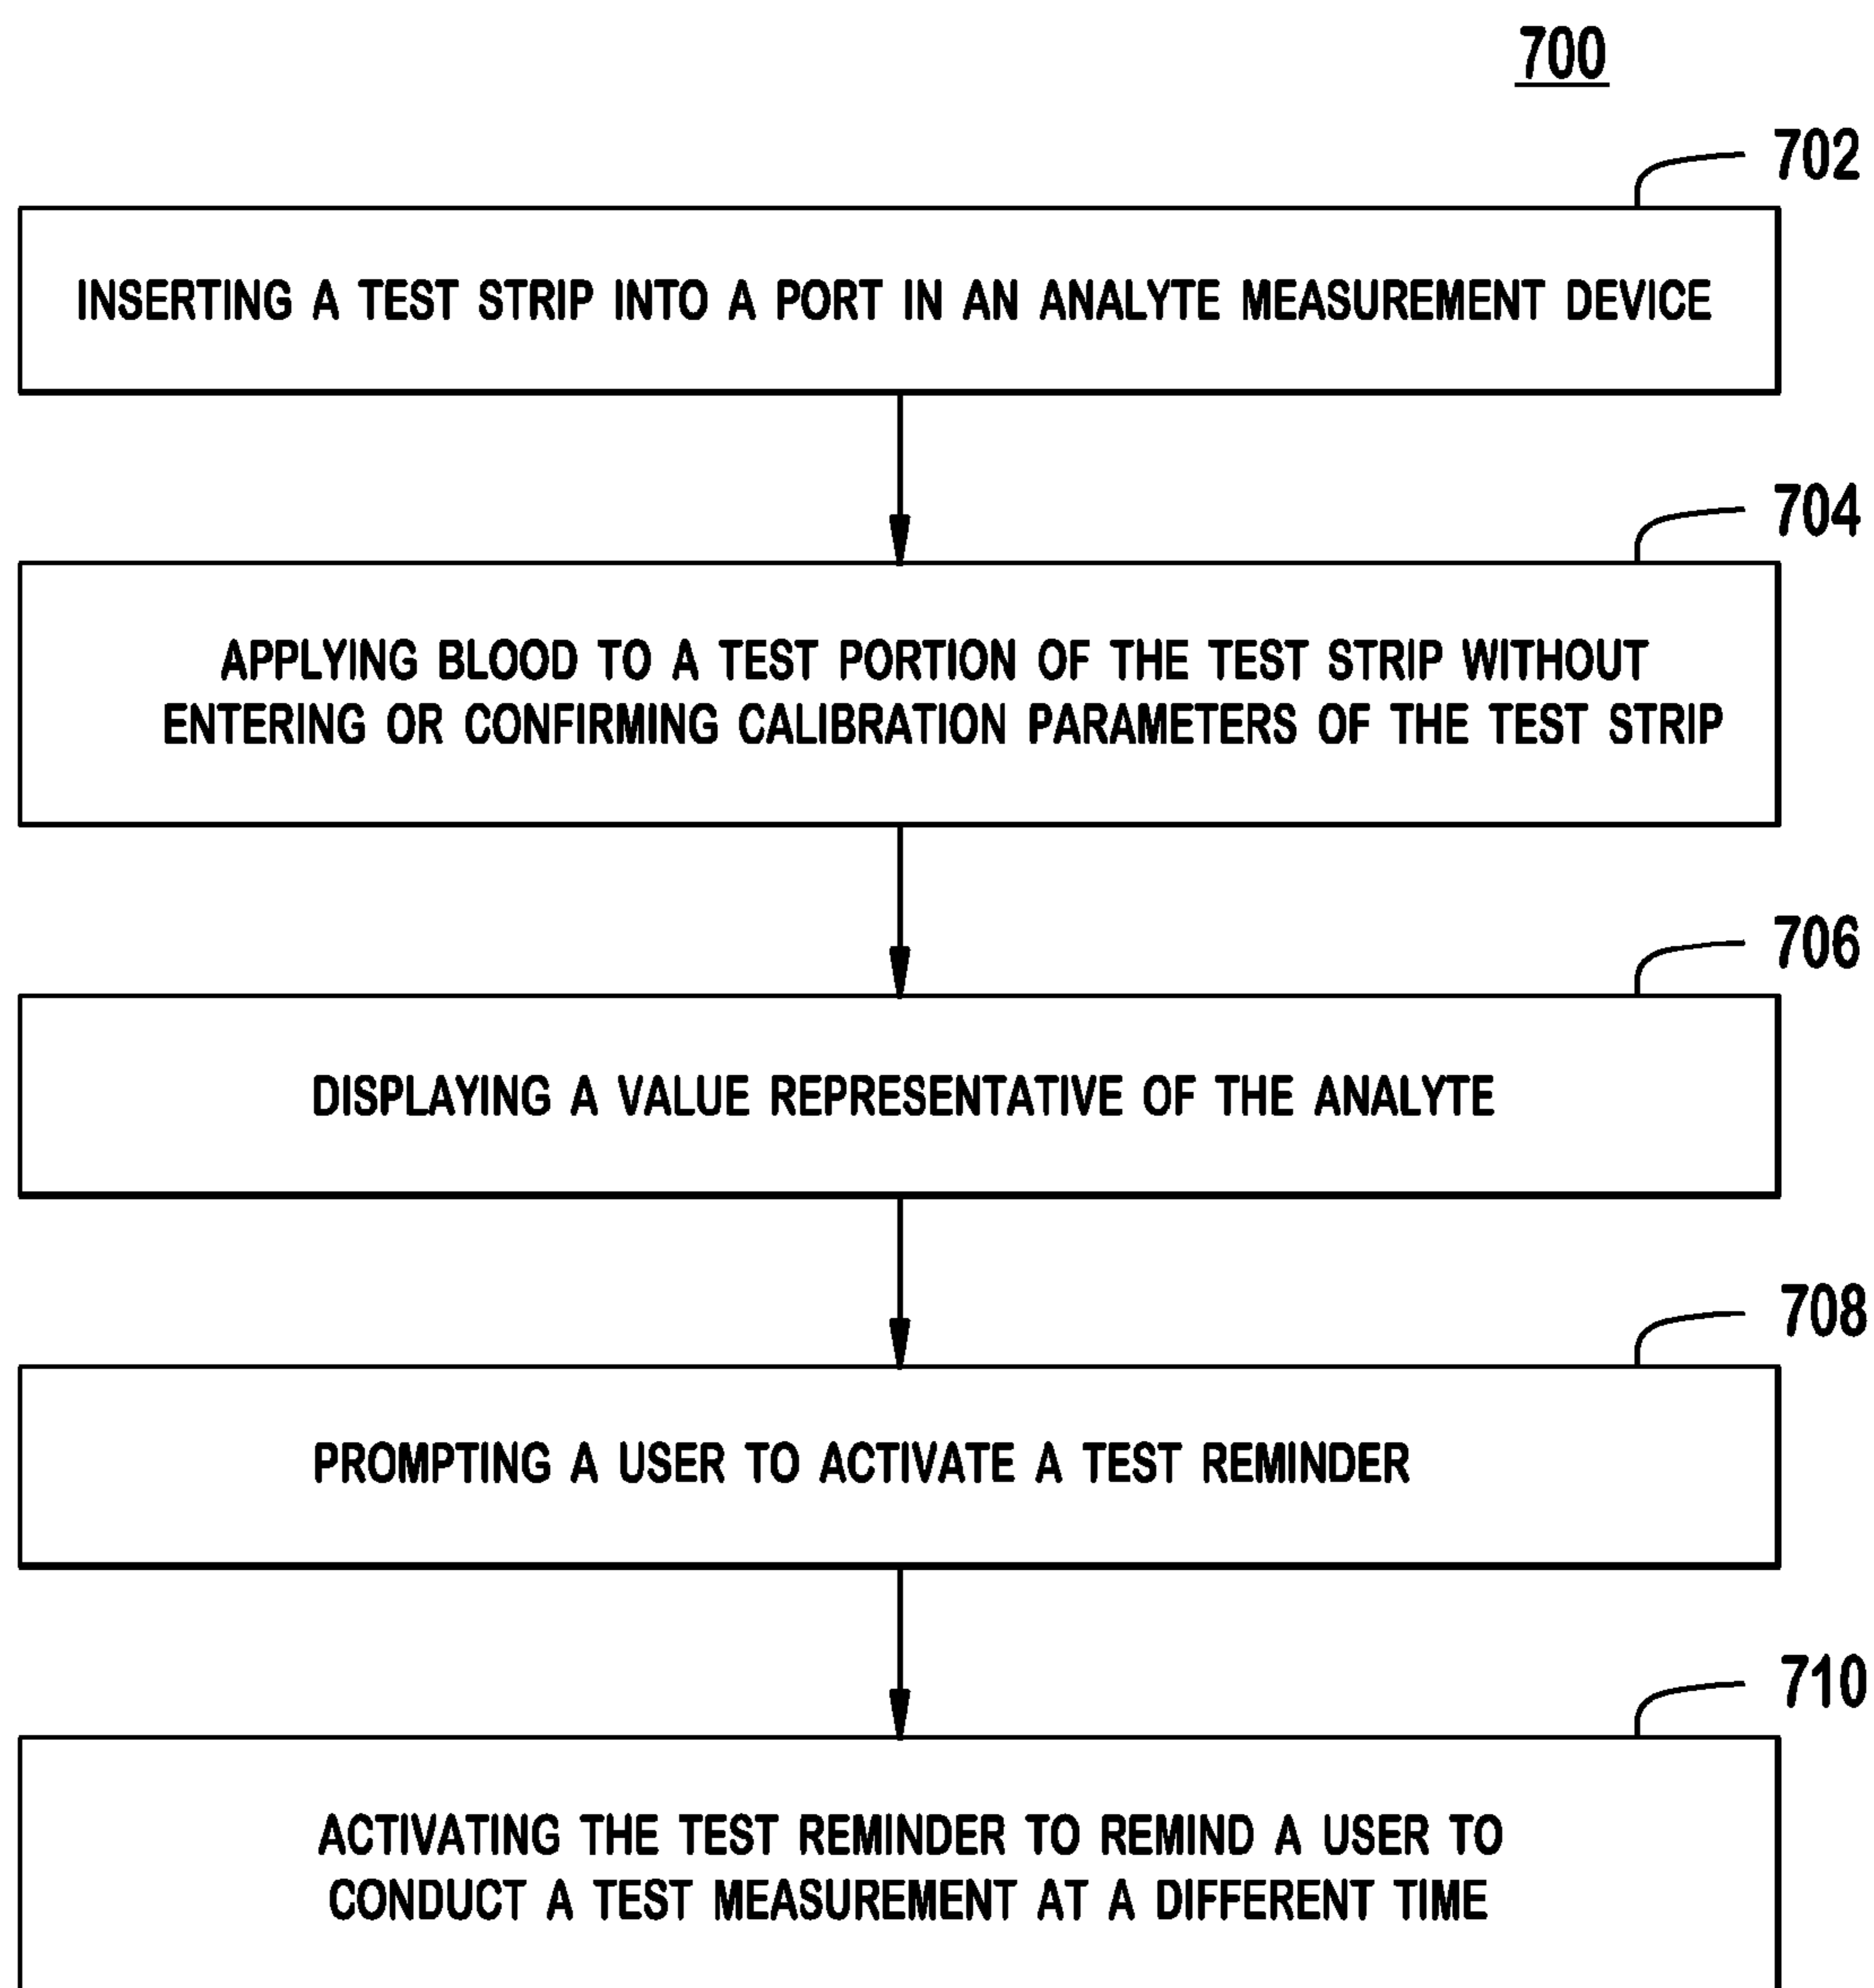 700
702
INSERTING A TEST STRIP INTO A PORT IN AN ANALYTE MEASUREMENT DEVICE
704
APPLYING BLOOD TO A TEST PORTION OF THE TEST STRIP WITHOUT
ENTERING OR CONFIRMING CALIBRATION PARAMETERS OF THE TEST STRIP
706
DISPLAYING A VALUE REPRESENTATIVE OF THE ANALYTE
708
PROMPTING A USER TO ACTIVATE A TEST REMINDER
710
ACTIVATING THE TEST REMINDER TO REMIND A USER TO
CONDUCT A TEST MEASUREMENT AT A DIFFERENT TIME